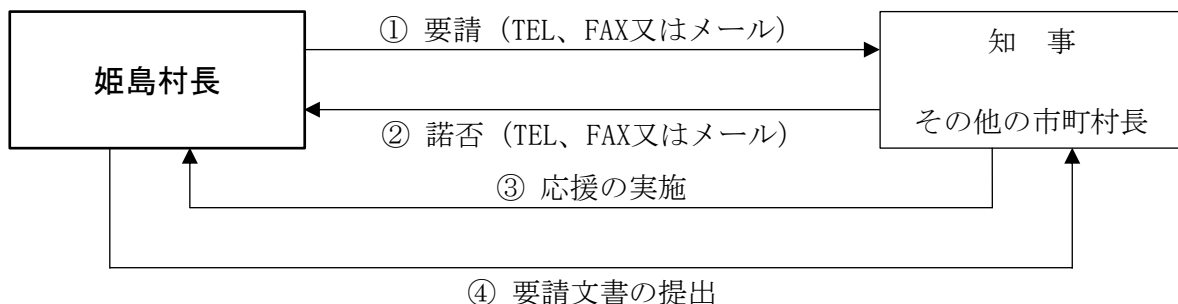 ① 要請（TEL、FAX又はメール）
姫島村長
知　事
その他の市町村長
② 諾否（TEL、FAX又はメール）
③ 応援の実施
④ 要請文書の提出